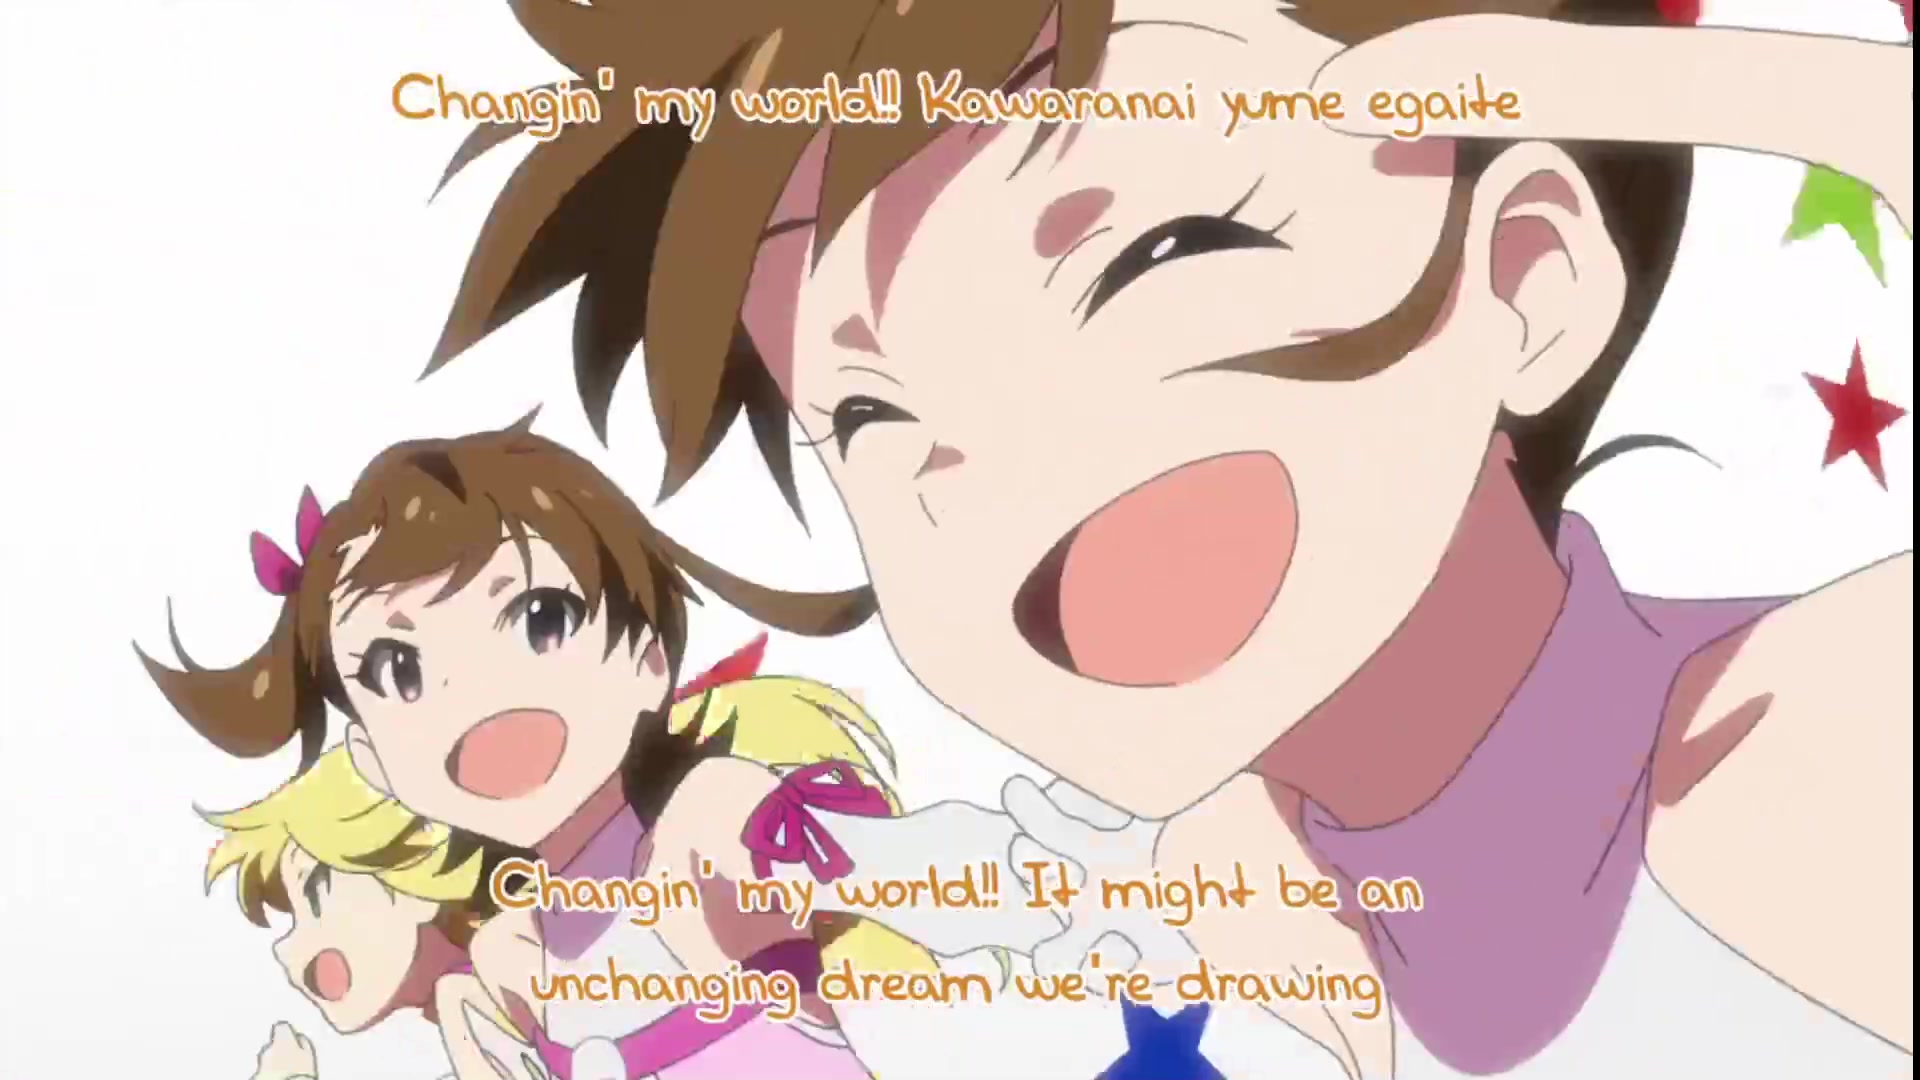 Changin' my world!! Kawaranai yume egaite
Changin' my world!! It might be an
unchanging dream we're drawing